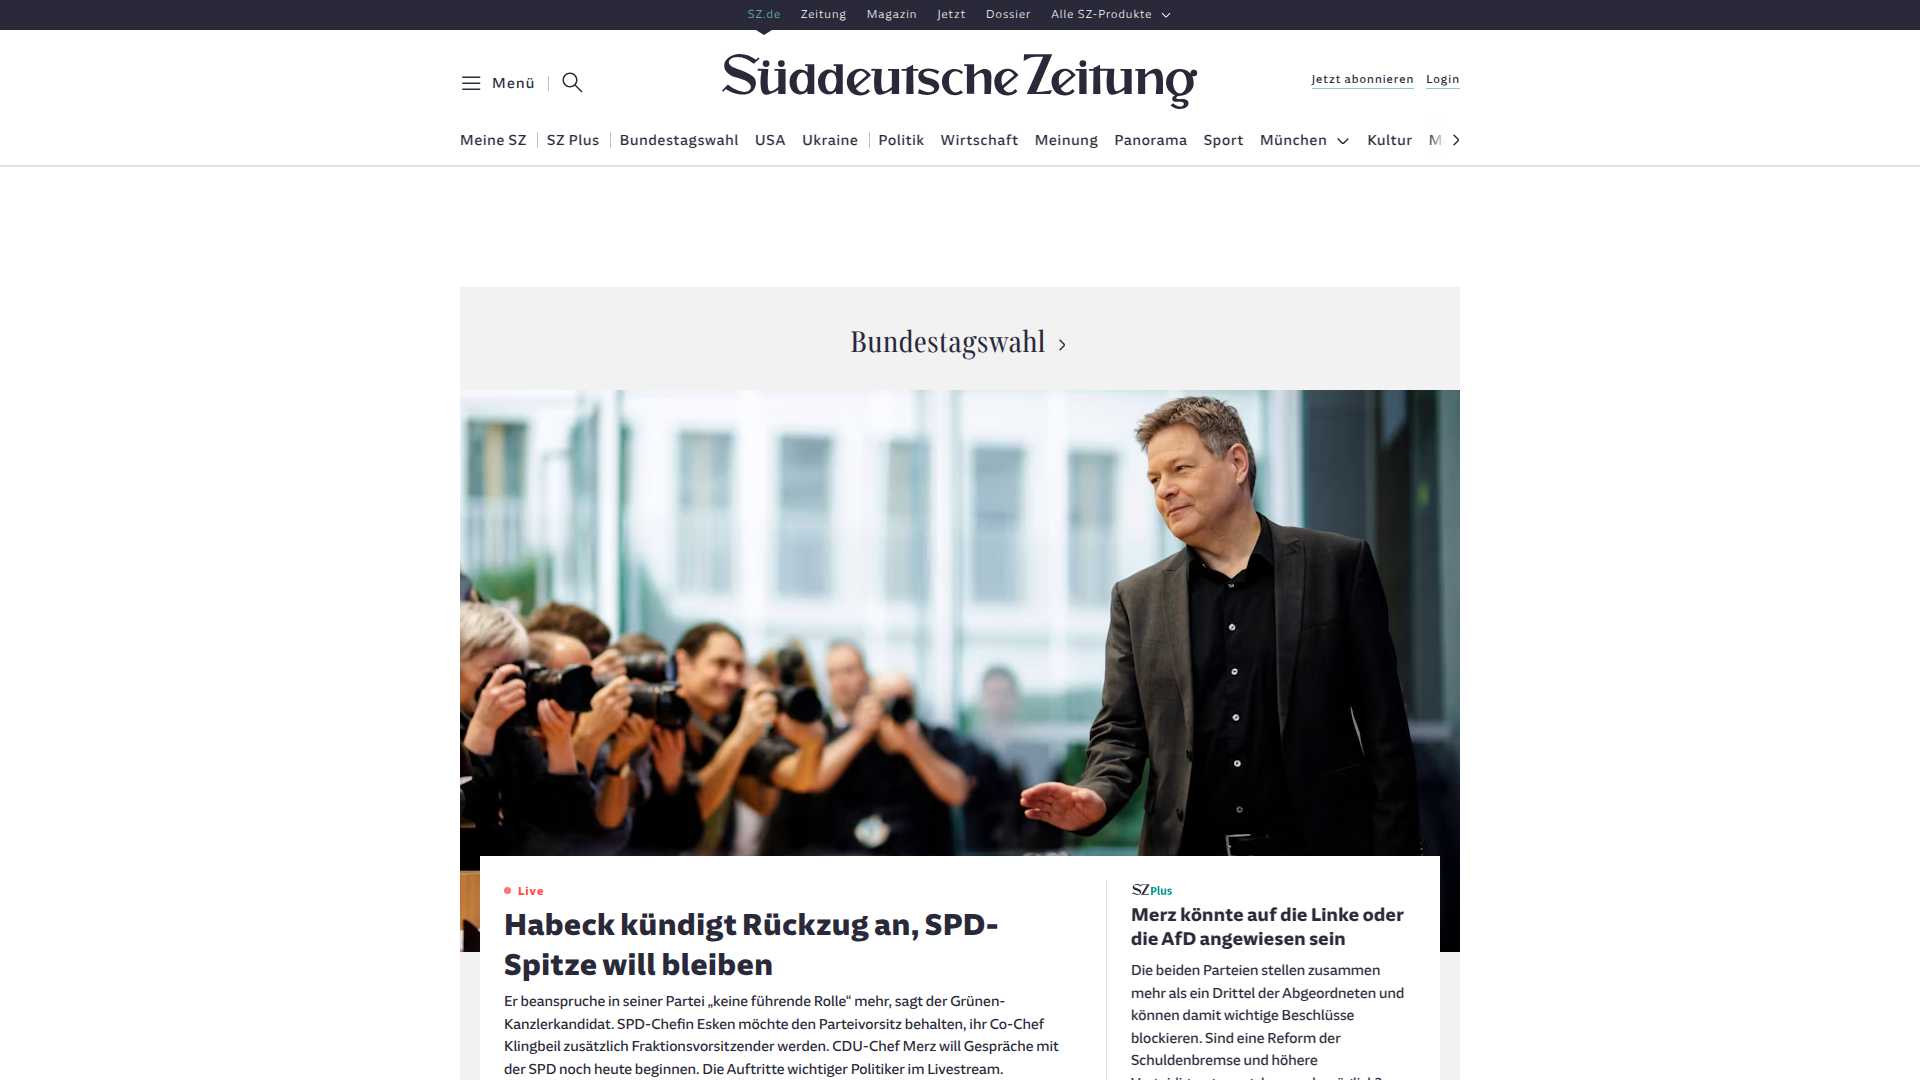 SZ.de Zeitung Magazin Jetzt Dossier Alle SZ-Produkte
Menü
Süddeutsche Zeitung
Jetzt abonnieren Login
Meine SZ SZ Plus Bundestagswahl USA Ukraine Politik Wirtschaft Meinung Panorama Sport München Kultur
Bundestagswahl
Live
Habeck kündigt Rückzug an, SPD-
Spitze will bleiben
Er beanspruche in seiner Partei „keine führende Rolle“ mehr, sagt der Grünen-
Kanzlerkandidat. SPD-Chefin Esken möchte den Parteivorsitz behalten, ihr Co-Chef
Klingbeil zusätzlich Fraktionsvorsitzender werden. CDU-Chef Merz will Gespräche mit
der SPD noch heute beginnen. Die Auftritte wichtiger Politiker im Livestream.
SZ Plus
Merz könnte auf die Linke oder
die AfD angewiesen sein
Die beiden Parteien stellen zusammen
mehr als ein Drittel der Abgeordneten und
können damit wichtige Beschlüsse
blockieren. Sind eine Reform der
Schuldenbremse und höhere